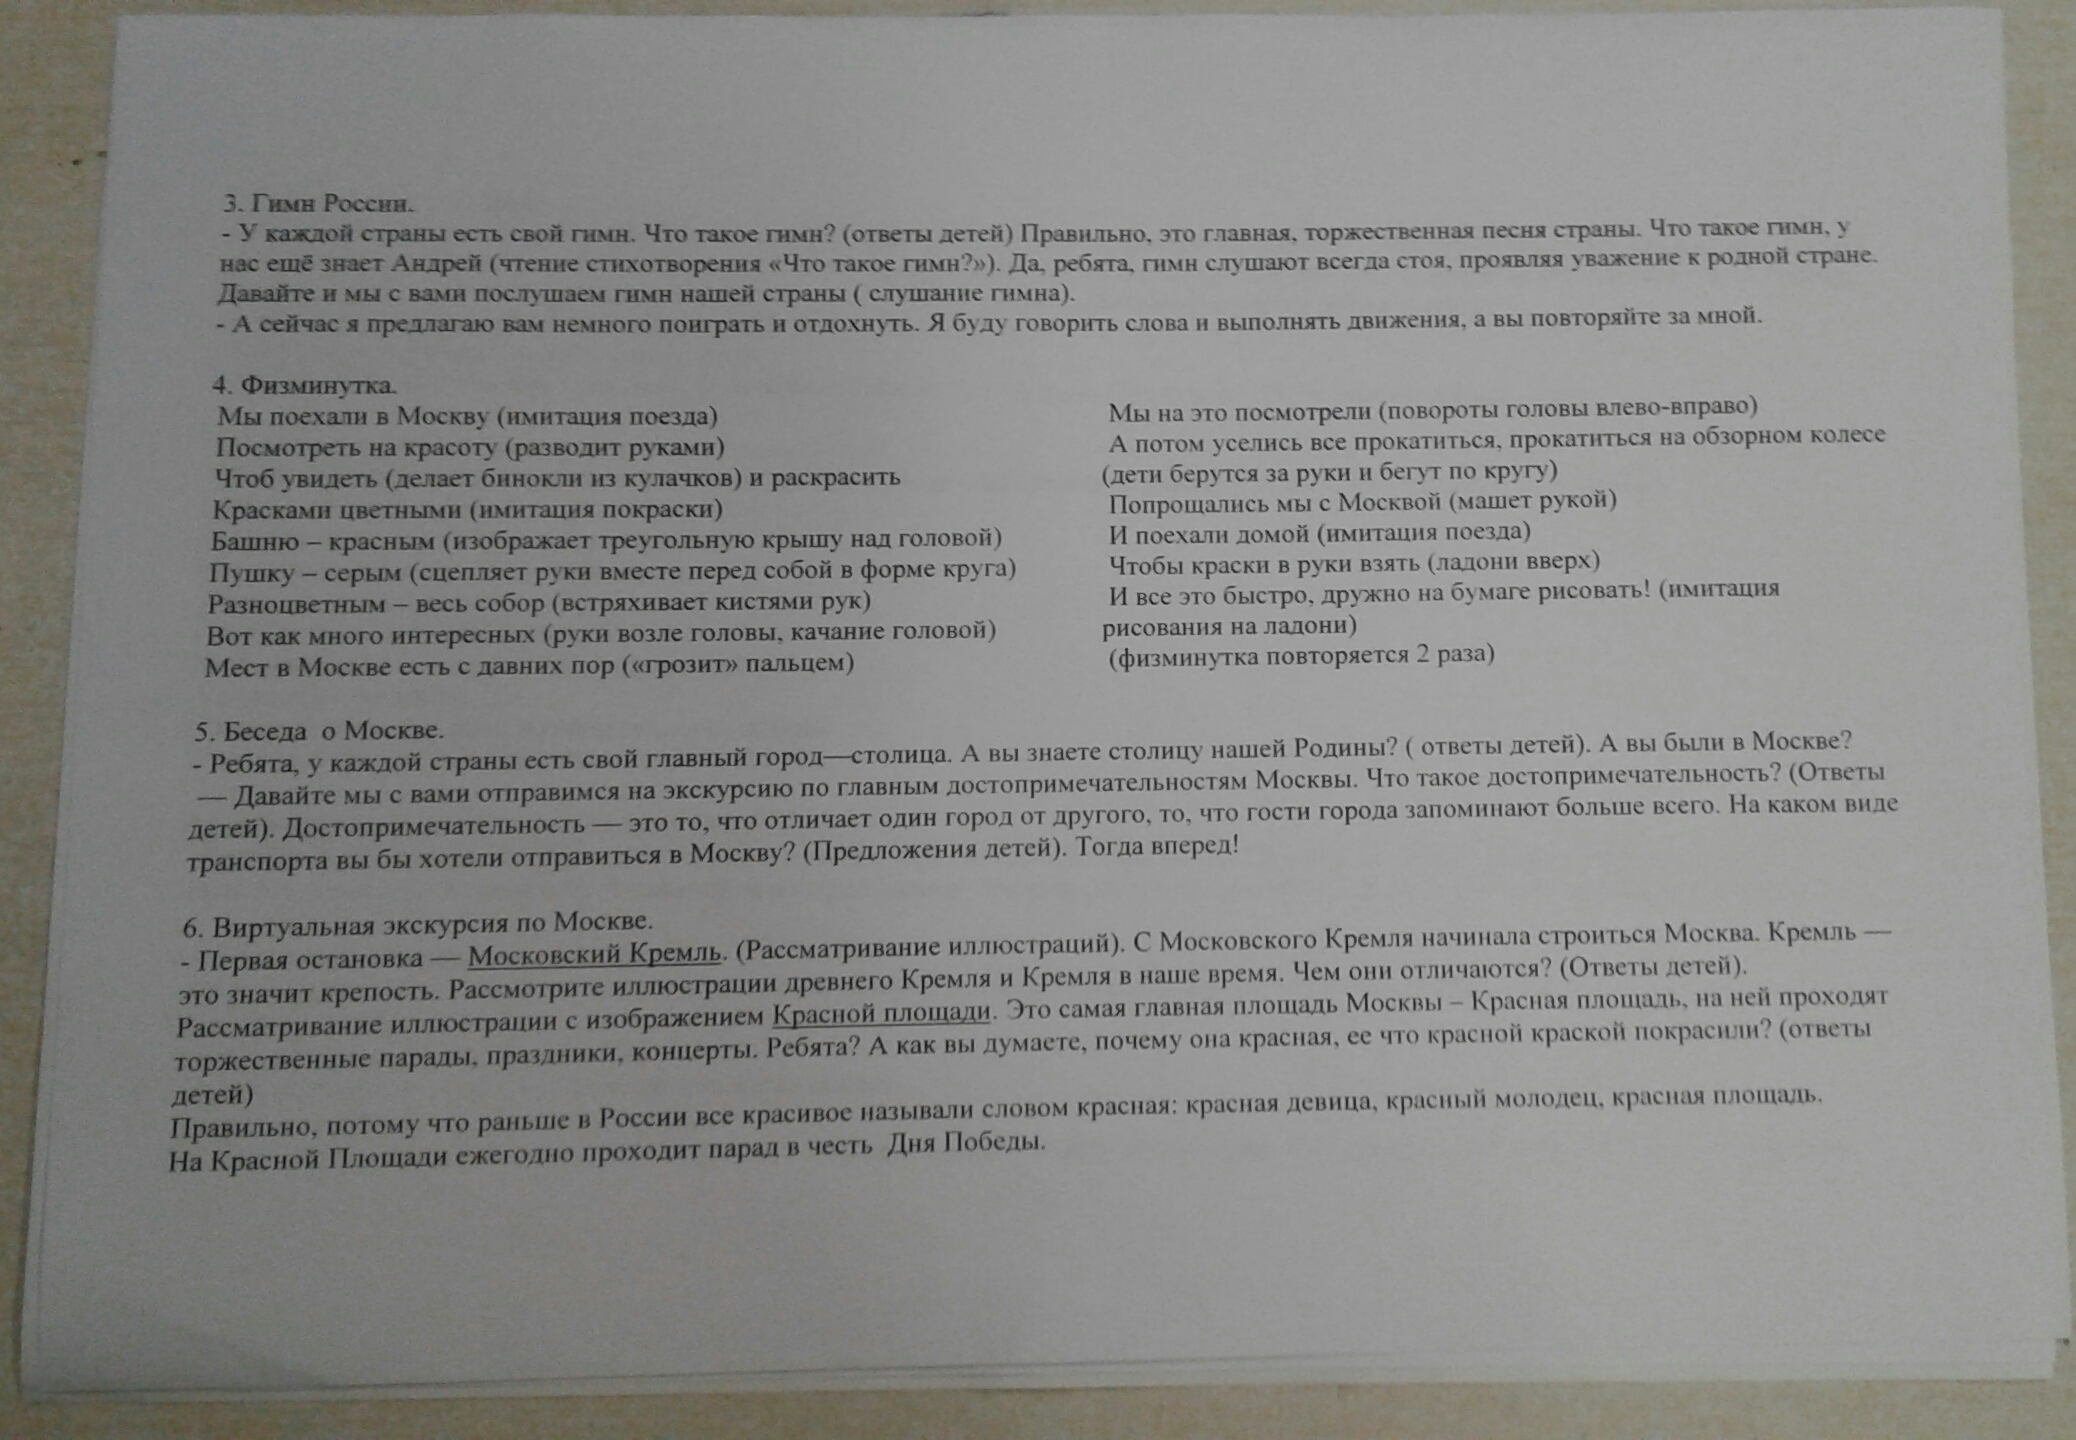 3. Гимн России.
- У каждой страны есть свой гимн. Что такое гимн? (ответы детей) Правильно, это главная, торжественная песня страны. Что такое гимн, у
нас ещё знает Андрей (чтение стихотворения «Что такое гимн?»). Да, ребята, гимн слушают всегда стоя, проявляя уважение к родной стране.
Давайте и мы с вами послушаем гимн нашей страны ( слушание гимна).
- А сейчас я предлагаю вам немного поиграть и отдохнуть. Я буду говорить слова и выполнять движения, а вы повторяйте за мной.
4. Физминутка.
Мы поехали в Москву (имитация поезда)
Посмотреть на красоту (разводит руками)
Чтоб увидеть (делает бинокли из кулачков) и раскрасить
Красками цветными (имитация покраски)
Башню – красным (изображает треугольную крышу над головой)
Пушку – серым (сцепляет руки вместе перед собой в форме круга)
Разноцветным – весь собор (встряхивает кистями рук)
Вот как много интересных (руки возле головы, качание головой)
Мест в Москве есть с давних пор («грозит» пальцем)
Мы на это посмотрели (повороты головы влево-вправо)
А потом уселись все прокатиться, прокатиться на обзорном колесе
(дети берутся за руки и бегут по кругу)
Попрощались мы с Москвой (машет рукой)
И поехали домой (имитация поезда)
Чтобы краски в руки взять (ладони вверх)
И все это быстро, дружно на бумаге рисовать! (имитация
рисования на ладони)
(физминутка повторяется 2 раза)
5. Беседа о Москве.
- Ребята, у каждой страны есть свой главный город—столица. А вы знаете столицу нашей Родины? ( ответы детей). А вы были в Москве?
— Давайте мы с вами отправимся на экскурсию по главным достопримечательностям Москвы. Что такое достопримечательность? (Ответы
детей). Достопримечательность — это то, что отличает один город от другого, то, что гости города запоминают больше всего. На каком виде
транспорта вы бы хотели отправиться в Москву? (Предложения детей). Тогда вперед!
6. Виртуальная экскурсия по Москве.
- Первая остановка — Московский Кремль. (Рассматривание иллюстраций). С Московского Кремля начинала строиться Москва. Кремль —
это значит крепость. Рассмотрите иллюстрации древнего Кремля и Кремля в наше время. Чем они отличаются? (Ответы детей).
Рассматривание иллюстрации с изображением Красной площади. Это самая главная площадь Москвы – Красная площадь, на ней проходят
торжественные парады, праздники, концерты. Ребята? А как вы думаете, почему она красная, ее что красной краской покрасили? (ответы
детей)
Правильно, потому что раньше в России все красивое называли словом красная: красная девица, красный молодец, красная площадь.
На Красной Площади ежегодно проходит парад в честь Дня Победы.